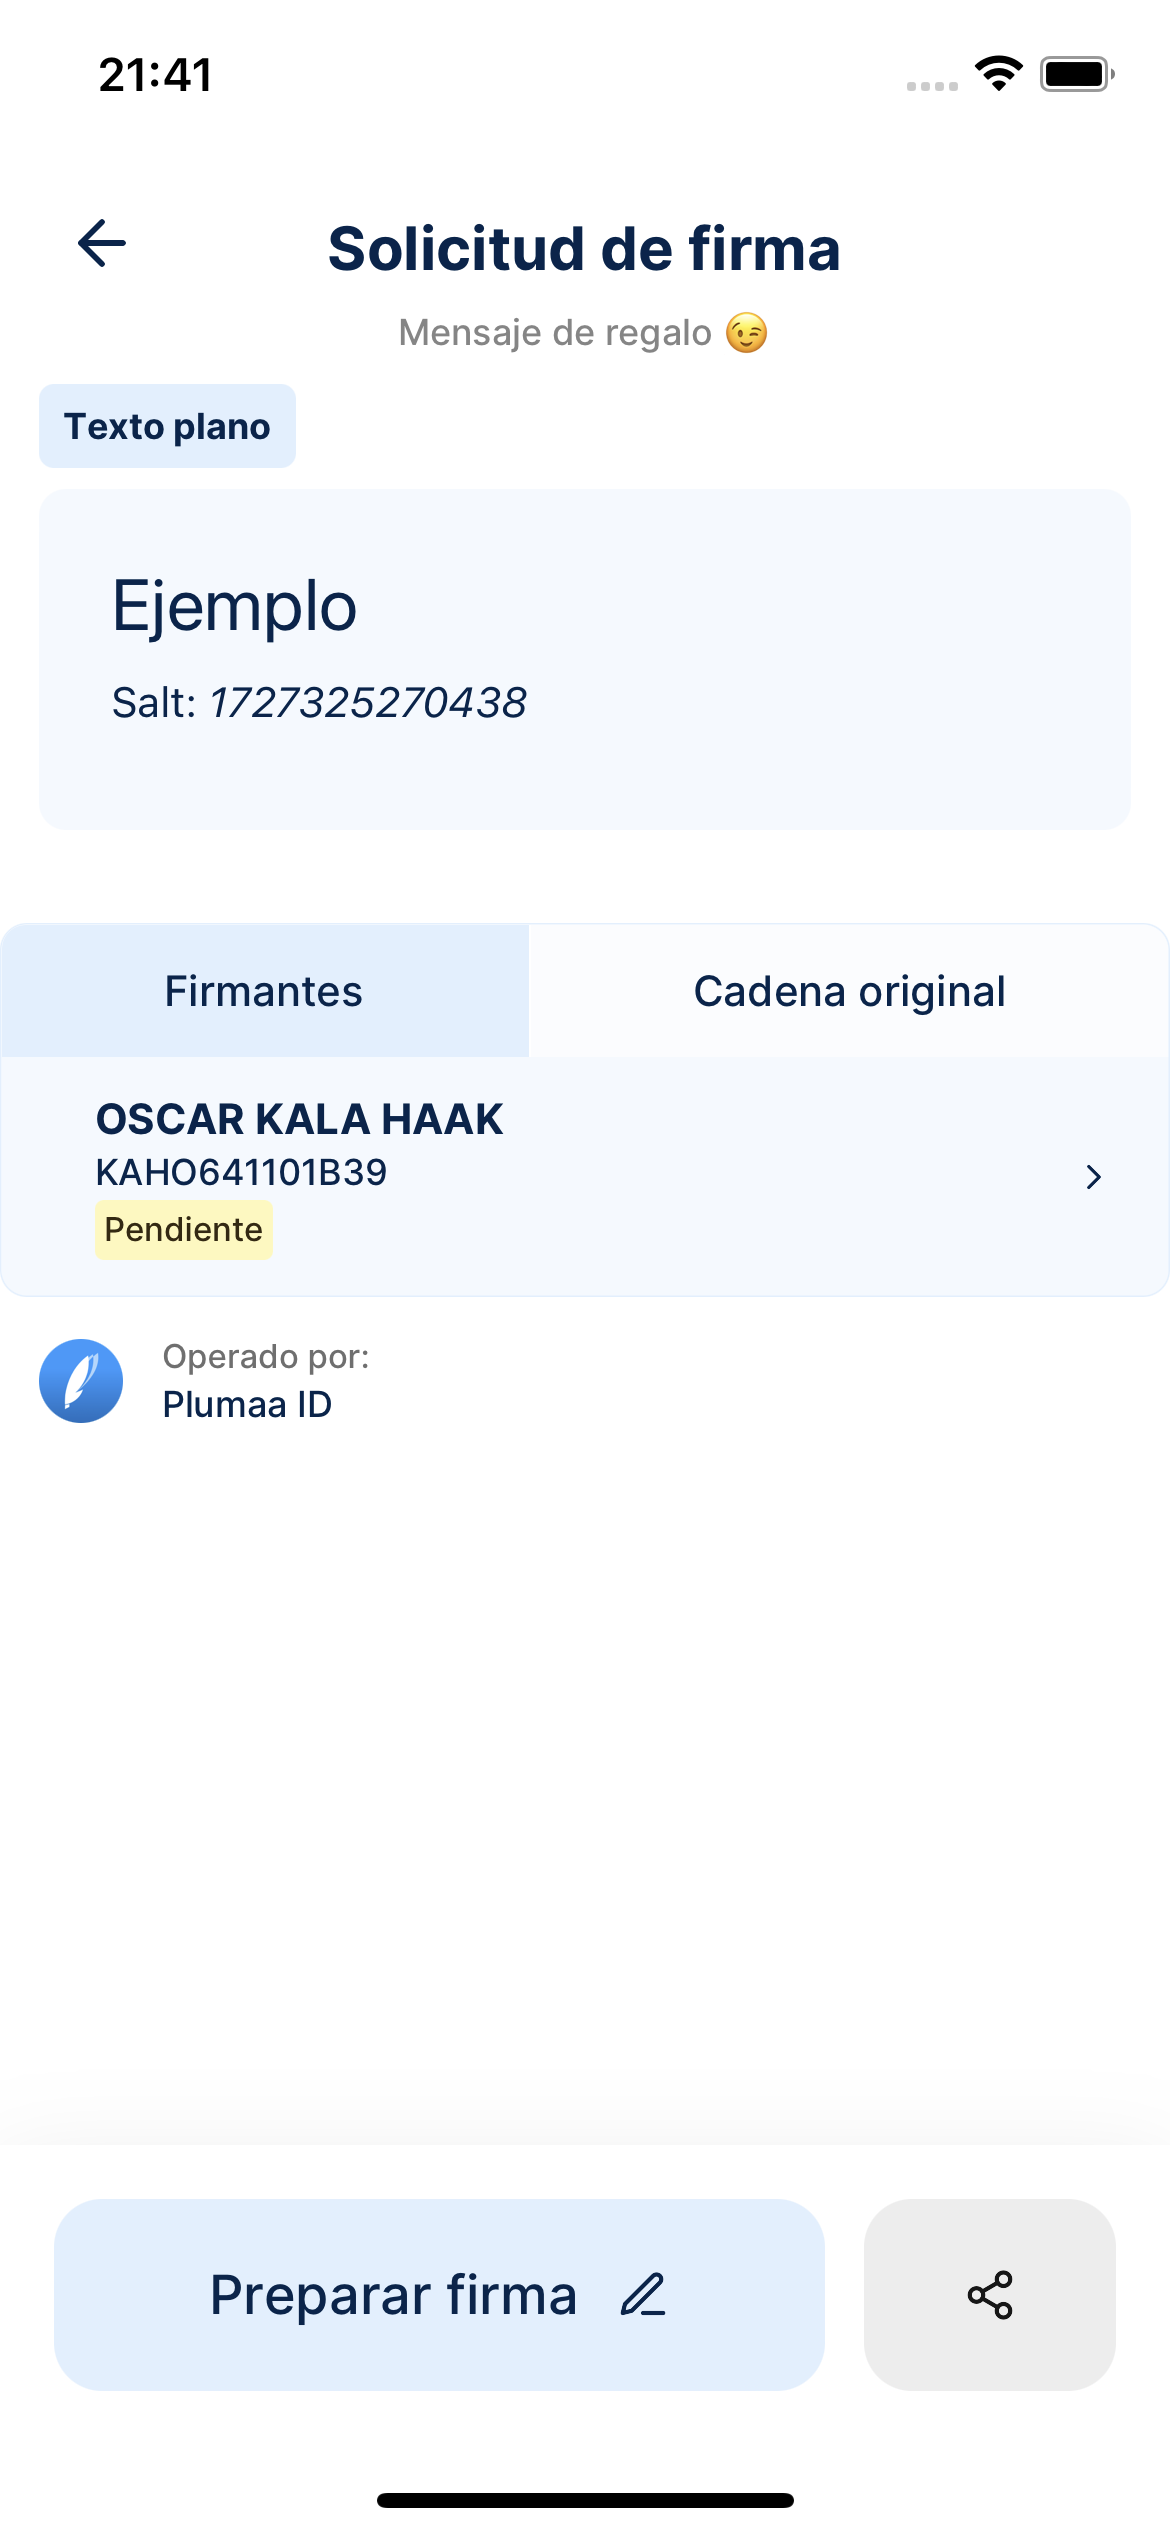 21:41
Solicitud de firma
Mensaje de regalo 😉
Texto plano
Ejemplo
Salt: 1727325270438
Firmantes
Cadena original
OSCAR KALA HAAK
KAHO641101B39
Pendiente
Operado por:
Plumaa ID
Preparar firma